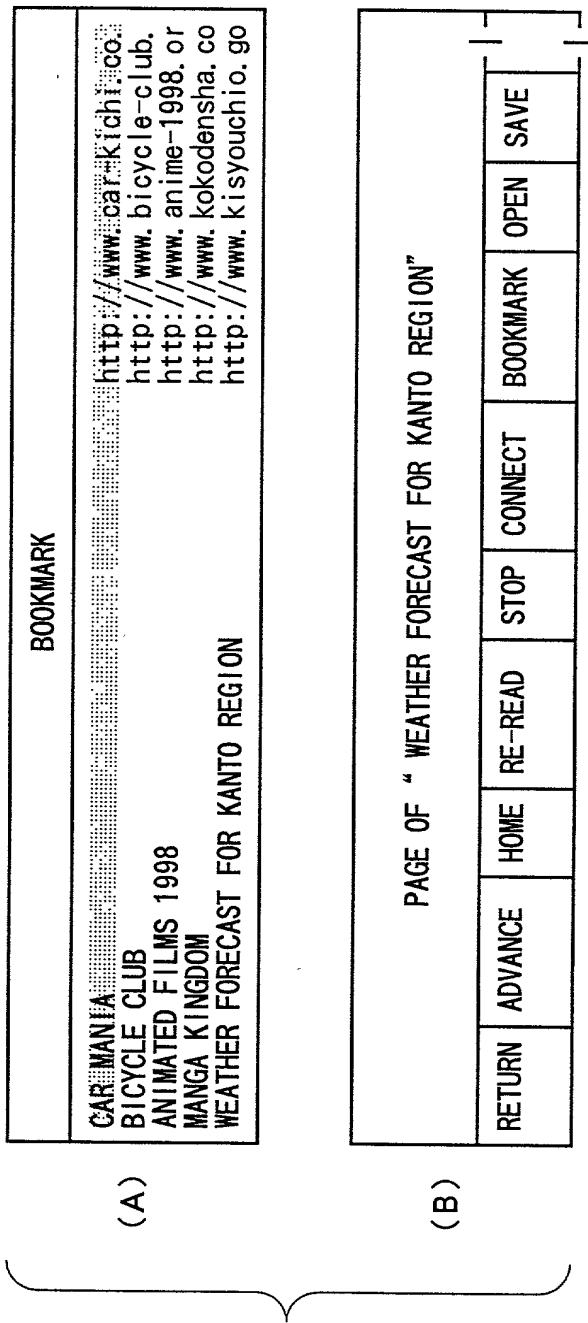 (A)
BOOKMARK
CAR MANIA http://www.car-kichi.co.
BICYCLE CLUB http://www.bicycle-club.
ANIMATED FILMS 1998 http://www.anime-1998.or
MANGA KINGDOM http://www.kokodensha.co
WEATHER FORECAST FOR KANTO REGION http://www.kisyouchio.go
(B)
PAGE OF “ WEATHER FORECAST FOR KANTO REGION”
RETURN ADVANCE HOME RE-READ STOP CONNECT BOOKMARK OPEN SAVE